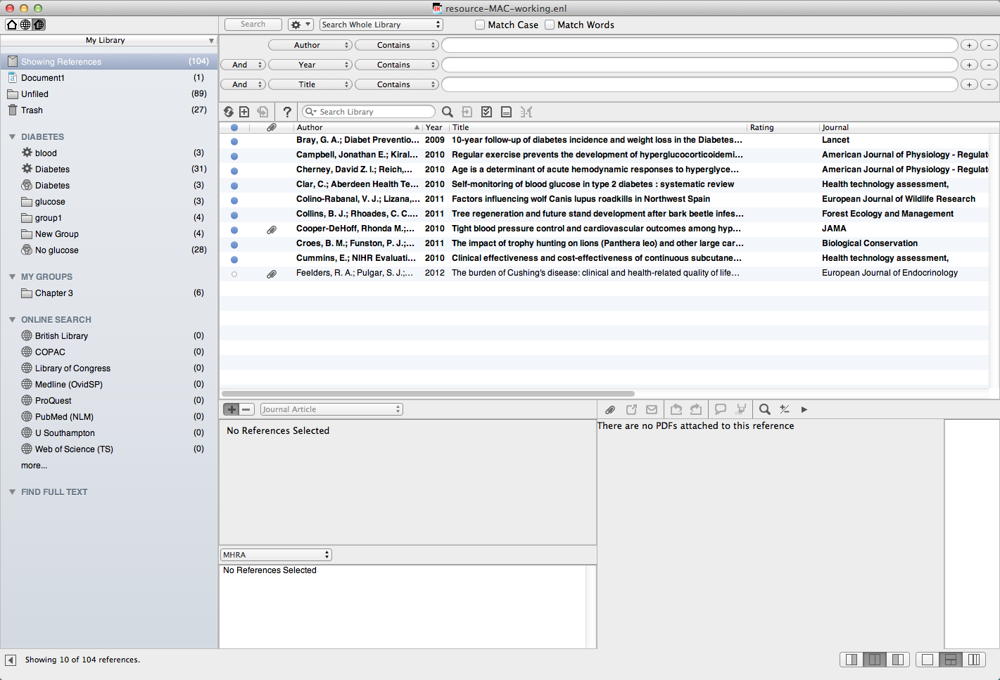 resource-MAC-working.enl
Search Search Whole Library Match Case Match Words
My Library
Author Contains + -
And Year Contains + -
And Title Contains + -
Showing References (104)
Document1 (1)
Unfiled (89)
Trash (27)
DIABETES
blood (3)
Diabetes (31)
Diabetes (3)
glucose (3)
group1 (4)
New Group (4)
No glucose (28)
MY GROUPS
Chapter 3 (6)
ONLINE SEARCH
British Library (0)
COPAC (0)
Library of Congress (0)
Medline (OvidSP) (0)
ProQuest (0)
PubMed (NLM) (0)
U Southampton (0)
Web of Science (TS) (0)
more...
FIND FULL TEXT
? Search Library
Author Year Title Rating Journal
Bray, G. A.; Diabet Preventio... 2009 10-year follow-up of diabetes incidence and weight loss in the Diabetes... Lancet
Campbell, Jonathan E.; Kiral... 2010 Regular exercise prevents the development of hyperglucocorticoidemi... American Journal of Physiology - Regulat
Cherney, David Z. I.; Reich,... 2010 Age is a determinant of acute hemodynamic responses to hyperglyce... American Journal of Physiology - Regulat
Clar, C.; Aberdeen Health Te... 2010 Self-monitoring of blood glucose in type 2 diabetes : systematic review Health technology assessment,
Colino-Rabanal, V. J.; Lizana,... 2011 Factors influencing wolf Canis lupus roadkills in Northwest Spain European Journal of Wildlife Research
Collins, B. J.; Rhoades, C. C.... 2011 Tree regeneration and future stand development after bark beetle infes... Forest Ecology and Management
Cooper-DeHoff, Rhonda M.;... 2010 Tight blood pressure control and cardiovascular outcomes among hyp... JAMA
Croes, B. M.; Funston, P. J.;... 2011 The impact of trophy hunting on lions (Panthera leo) and other large car... Biological Conservation
Cummins, E.; NIHR Evaluati... 2010 Clinical effectiveness and cost-effectiveness of continuous subcutane... Health technology assessment,
Feelders, R. A.; Pulgar, S. J.;... 2012 The burden of Cushing's disease: clinical and health-related quality of life... European Journal of Endocrinology
Journal Article
No References Selected
There are no PDFs attached to this reference
MHRA
No References Selected
Showing 10 of 104 references.